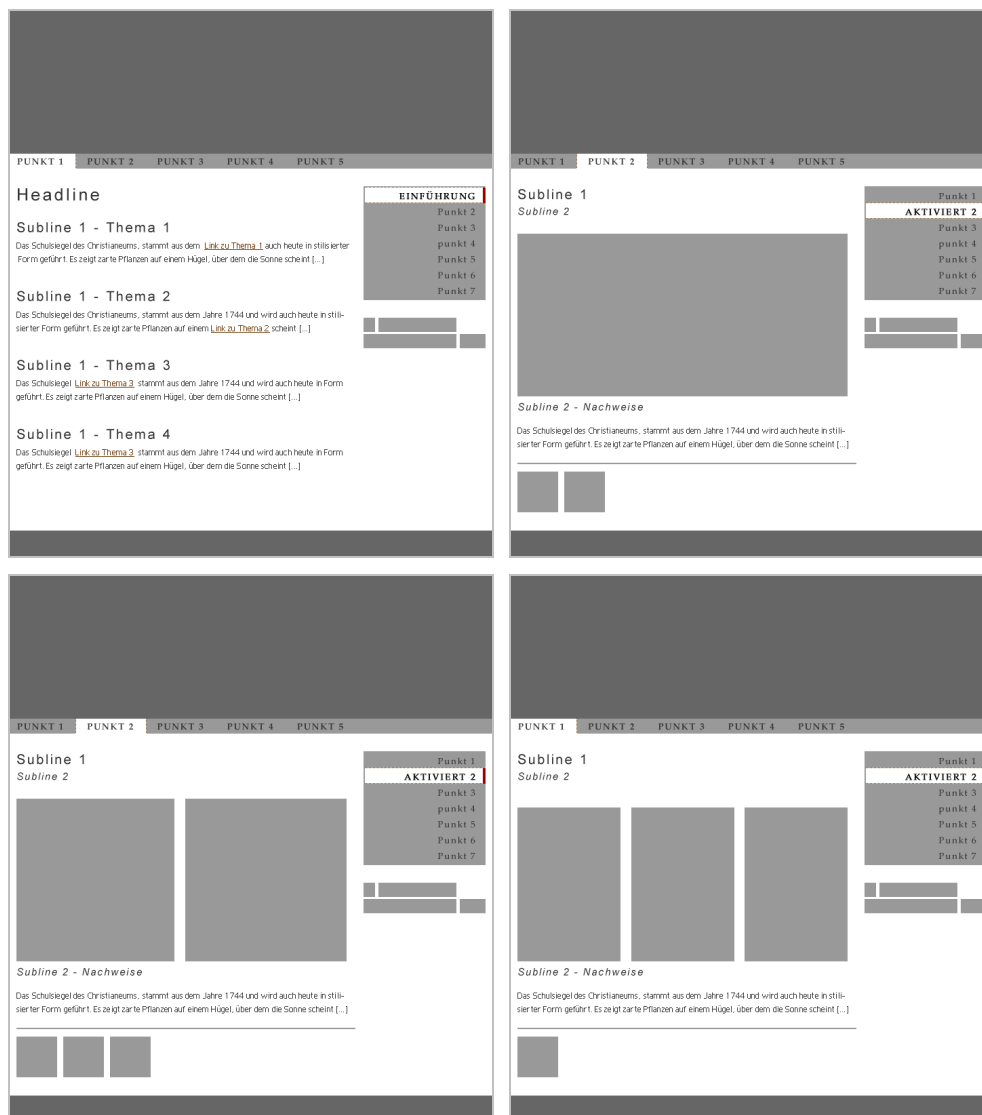 PUNKT 1 PUNKT 2 PUNKT 3 PUNKT 4 PUNKT 5
Headline
Subline 1 - Thema 1
Das Schulsiegel des Christianeums, stammt aus dem Link zu Thema 1 auch heute in stilisierter
Form geführt. Es zeigt zarte Pflanzen auf einem Hügel, über dem die Sonne scheint [...]
Subline 1 - Thema 2
Das Schulsiegel des Christianeums, stammt aus dem Jahre 1744 und wird auch heute in stili-
sierter Form geführt. Es zeigt zarte Pflanzen auf einem Link zu Thema 2 scheint [...]
Subline 1 - Thema 3
Das Schulsiegel Link zu Thema 3 stammt aus dem Jahre 1744 und wird auch heute in Form
geführt. Es zeigt zarte Pflanzen auf einem Hügel, über dem die Sonne scheint [...]
Subline 1 - Thema 4
Das Schulsiegel Link zu Thema 3 stammt aus dem Jahre 1744 und wird auch heute in Form
geführt. Es zeigt zarte Pflanzen auf einem Hügel, über dem die Sonne scheint [...]
EINFÜHRUNG
Punkt 2
Punkt 3
punkt 4
Punkt 5
Punkt 6
Punkt 7
PUNKT 1 PUNKT 2 PUNKT 3 PUNKT 4 PUNKT 5
Subline 1
Subline 2
Subline 2 - Nachweise
Das Schulsiegel des Christianeums, stammt aus dem Jahre 1744 und wird auch heute in stili-
sierter Form geführt. Es zeigt zarte Pflanzen auf einem Hügel, über dem die Sonne scheint [...]
Punkt 1
AKTIVIERT 2
Punkt 3
punkt 4
Punkt 5
Punkt 6
Punkt 7
PUNKT 1 PUNKT 2 PUNKT 3 PUNKT 4 PUNKT 5
Subline 1
Subline 2
Subline 2 - Nachweise
Das Schulsiegel des Christianeums, stammt aus dem Jahre 1744 und wird auch heute in stili-
sierter Form geführt. Es zeigt zarte Pflanzen auf einem Hügel, über dem die Sonne scheint [...]
Punkt 1
AKTIVIERT 2
Punkt 3
punkt 4
Punkt 5
Punkt 6
Punkt 7
PUNKT 1 PUNKT 2 PUNKT 3 PUNKT 4 PUNKT 5
Subline 1
Subline 2
Subline 2 - Nachweise
Das Schulsiegel des Christianeums, stammt aus dem Jahre 1744 und wird auch heute in stili-
sierter Form geführt. Es zeigt zarte Pflanzen auf einem Hügel, über dem die Sonne scheint [...]
Punkt 1
AKTIVIERT 2
Punkt 3
punkt 4
Punkt 5
Punkt 6
Punkt 7